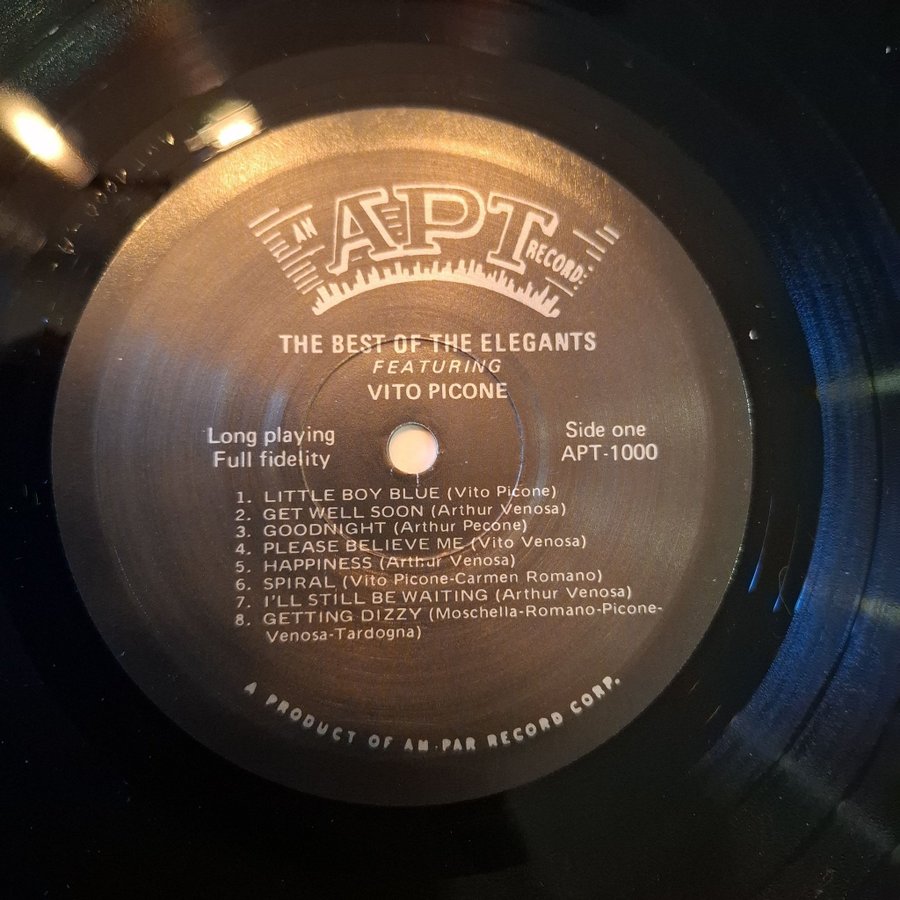 AN APT RECORD
THE BEST OF THE ELEGANTS
FEATURING
VITO PICONE
Long playing
Full fidelity
Side one
APT-1000
1. LITTLE BOY BLUE (Vito Picone)
2. GET WELL SOON (Arthur Venosa)
3. GOODNIGHT (Arthur Pecone)
4. PLEASE BELIEVE ME (Vito Venosa)
5. HAPPINESS (Arthur Venosa)
6. SPIRAL (Vito Picone-Carmen Romano)
7. I'LL STILL BE WAITING (Arthur Venosa)
8. GETTING DIZZY (Moschella-Romano-Picone-
Venosa-Tardogna)
A PRODUCT OF AM-PAR RECORD CORP.